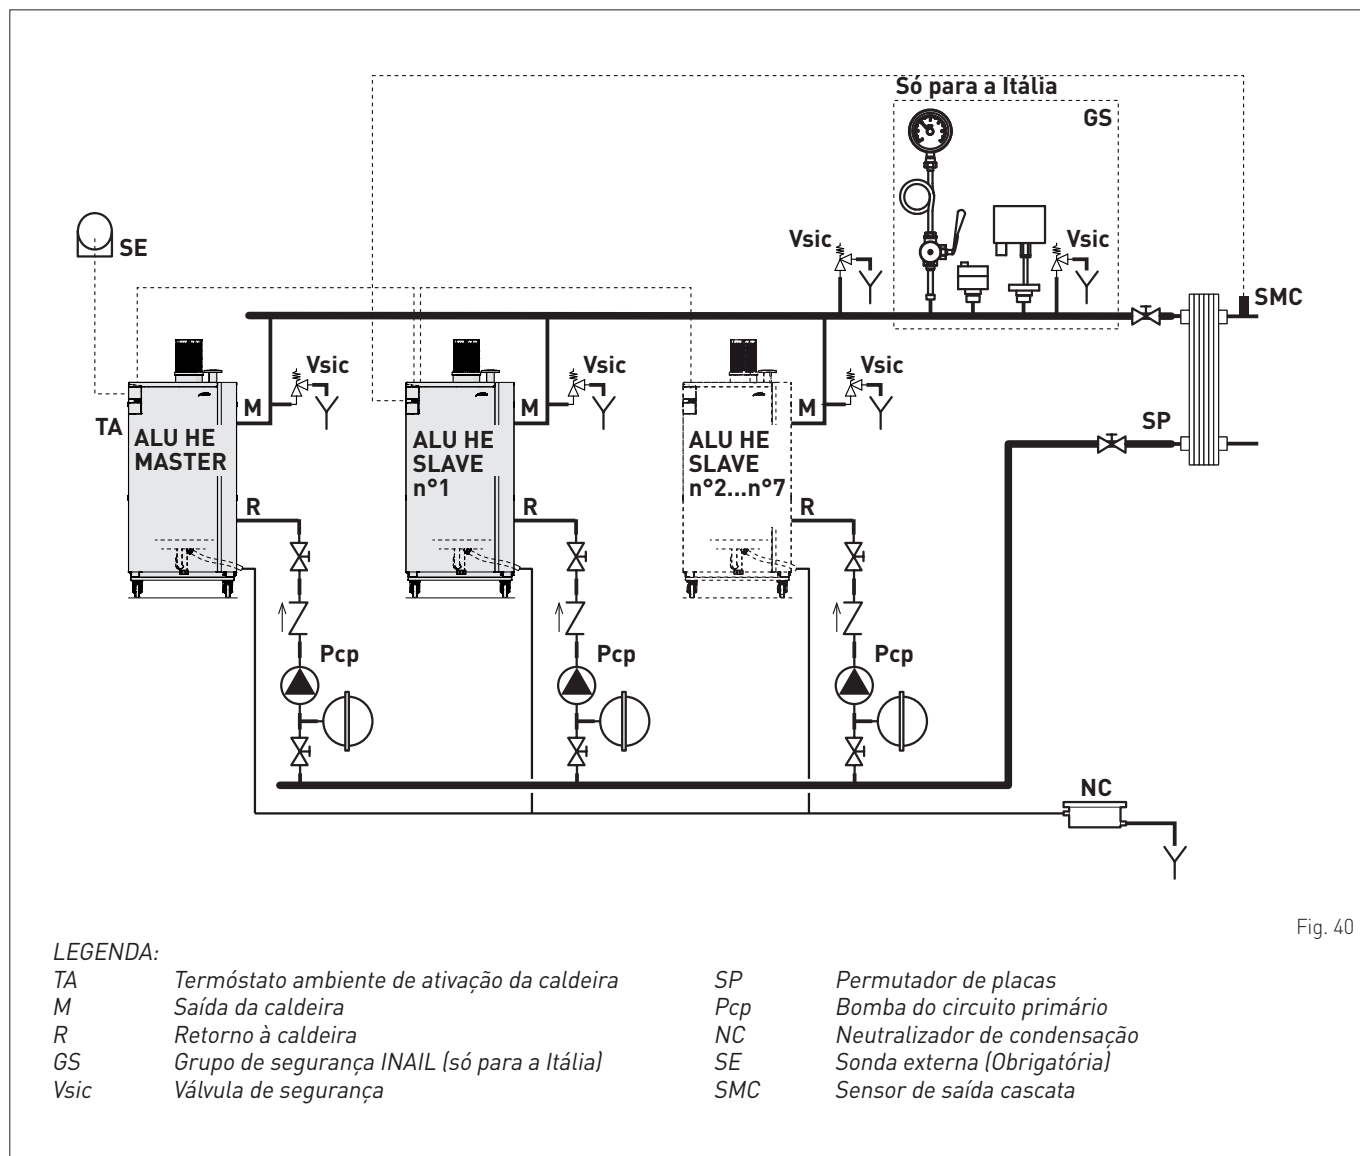 Só para a Itália
GS
SE
Vsic
Vsic
SMC
Vsic
Vsic
Vsic
TA
M
M
M
SP
ALU HE
MASTER
ALU HE
SLAVE
n°1
ALU HE
SLAVE
n°2...n°7
R
R
R
Pcp
Pcp
Pcp
NC
Fig. 40
LEGENDA:
TA Termóstato ambiente de ativação da caldeira
M Saída da caldeira
R Retorno à caldeira
GS Grupo de segurança INAIL (só para a Itália)
Vsic Válvula de segurança
SP Permutador de placas
Pcp Bomba do circuito primário
NC Neutralizador de condensação
SE Sonda externa (Obrigatória)
SMC Sensor de saída cascata